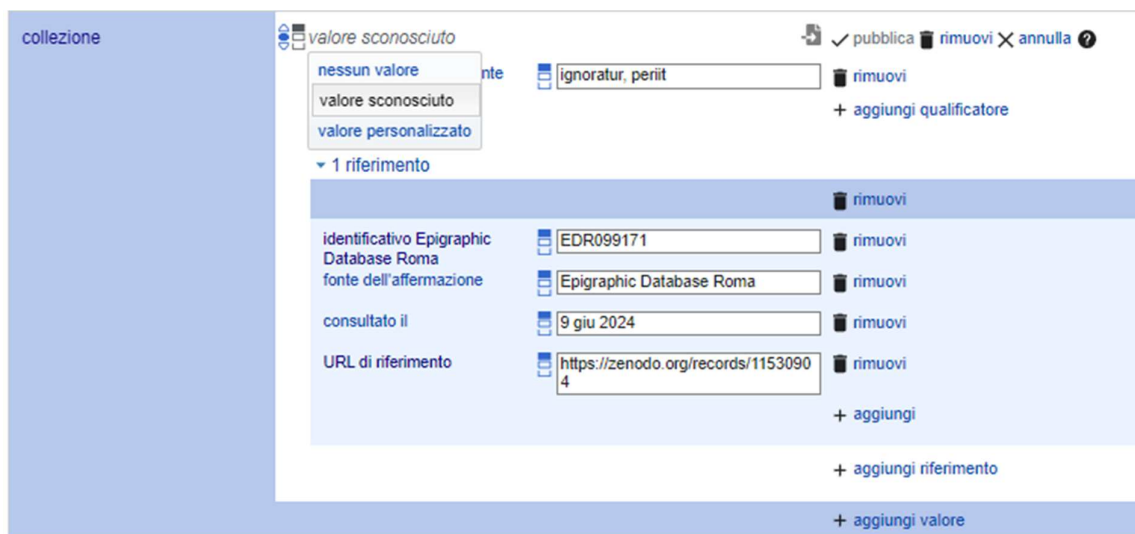 collezione
valore sconosciuto
pubblica rimuovi annulla ?
nessun valore
nte
ignoratur, periit
rimuovi
valore sconosciuto
+ aggiungi qualificatore
valore personalizzato
1 riferimento
rimuovi
identificativo Epigraphic
Database Roma
EDR099171
rimuovi
fonte dell'affermazione
Epigraphic Database Roma
rimuovi
consultato il
9 giu 2024
rimuovi
URL di riferimento
https://zenodo.org/records/1153090
4
rimuovi
+ aggiungi
+ aggiungi riferimento
+ aggiungi valore